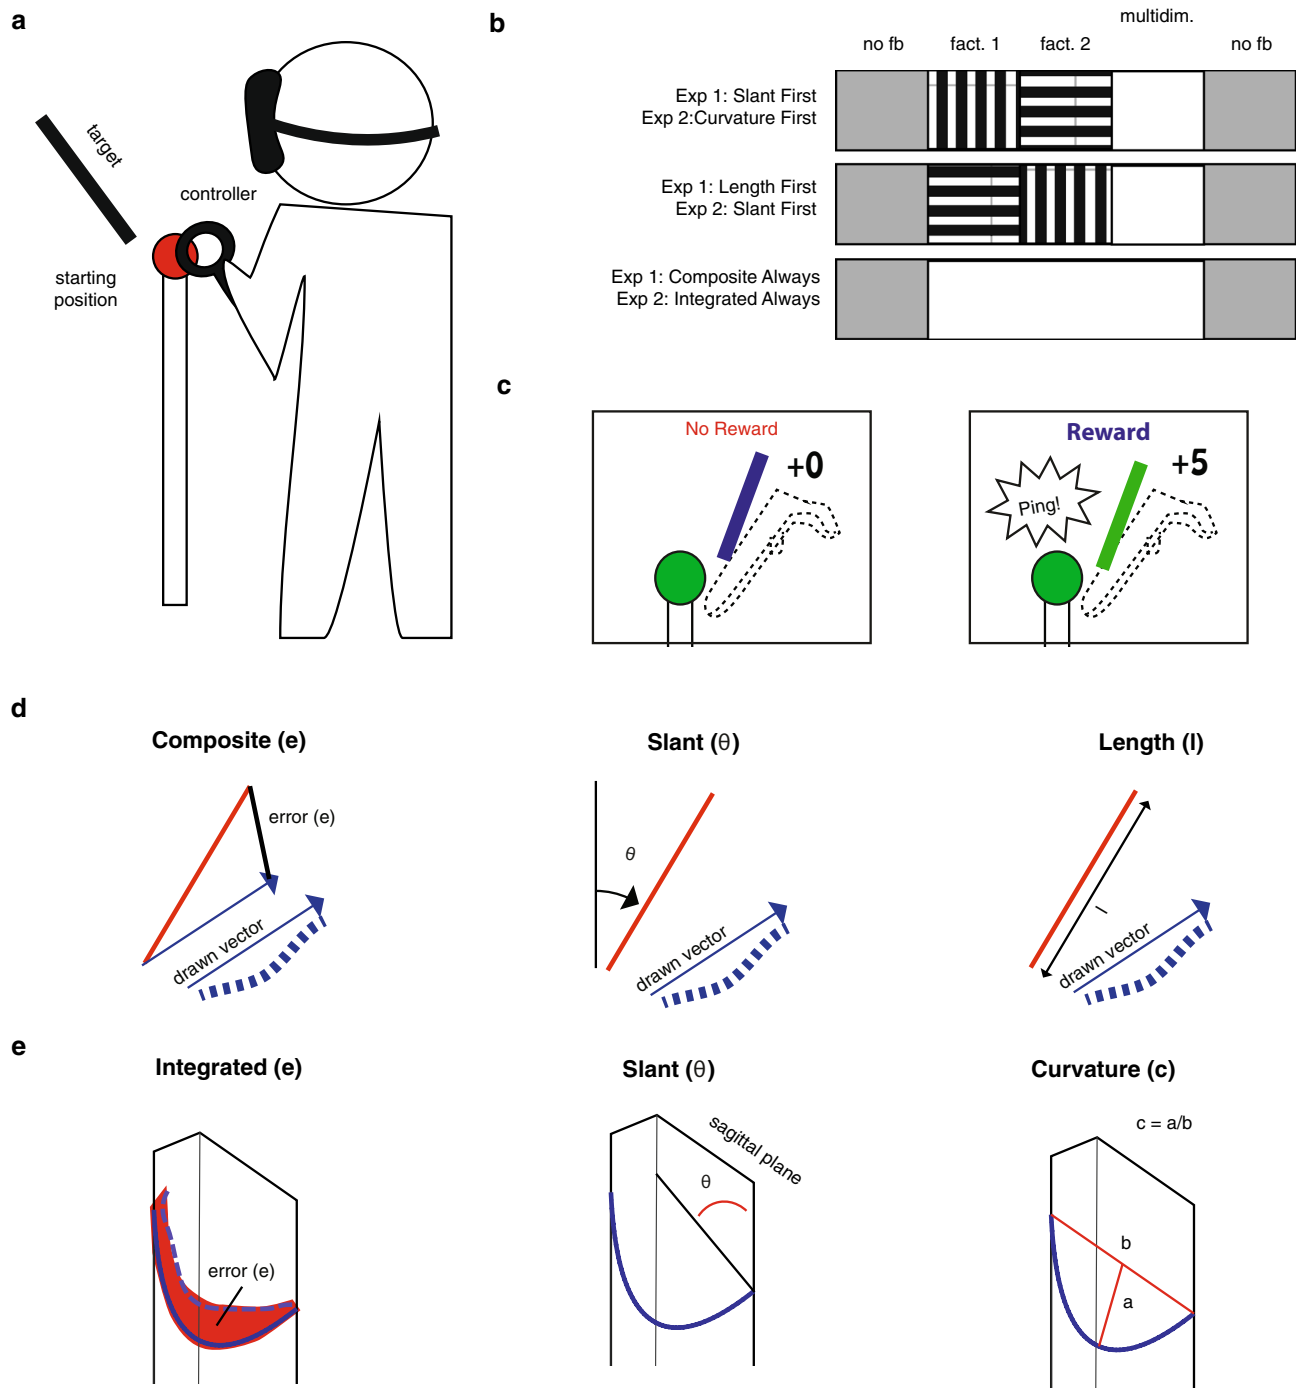 a
target
controller
starting
position
b
multidim.
no fb
fact. 1
fact. 2
no fb
Exp 1: Slant First
Exp 2:Curvature First
Exp 1: Length First
Exp 2: Slant First
Exp 1: Composite Always
Exp 2: Integrated Always
c
No Reward
+0
Reward
+5
Ping!
d
Composite (e)
error (e)
drawn vector
Slant (θ)
θ
drawn vector
Length (l)
l
drawn vector
e
Integrated (e)
error (e)
Slant (θ)
sagittal plane
θ
Curvature (c)
c = a/b
b
a